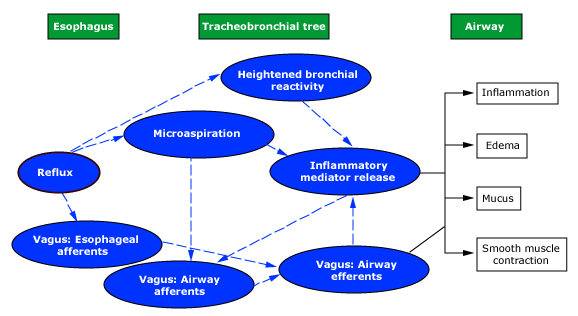 Esophagus
Tracheobronchial tree
Airway
Heightened bronchial
reactivity
Microaspiration
Reflux
Inflammatory
mediator release
Vagus: Esophageal
afferents
Vagus: Airway
afferents
Vagus: Airway
efferents
Inflammation
Edema
Mucus
Smooth muscle
contraction